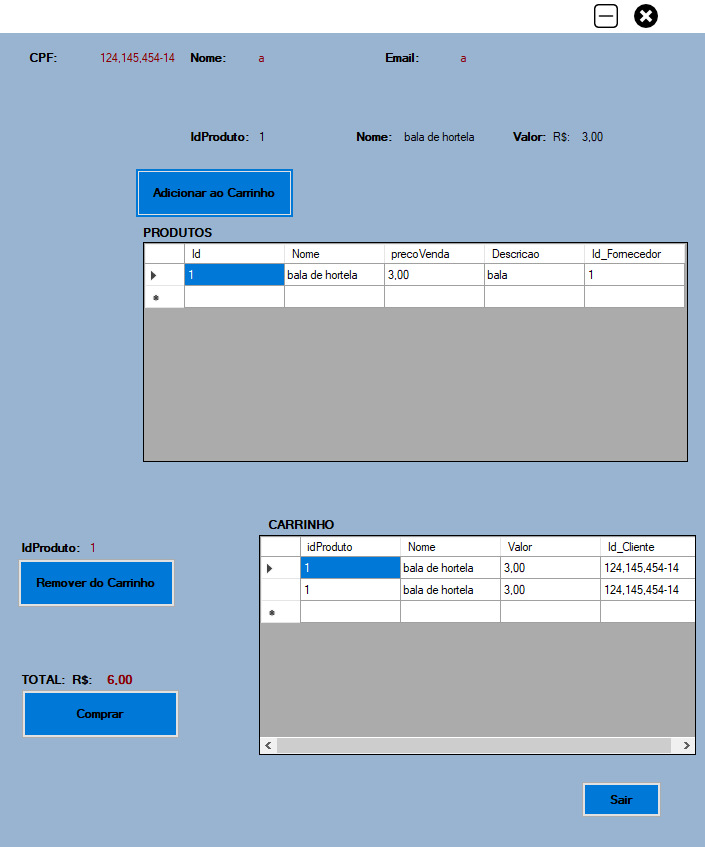 CPF: 124,145,454-14 Nome: a Email: a
IdProduto: 1 Nome: bala de hortela Valor: R$: 3,00
Adicionar ao Carrinho
PRODUTOS
Id Nome precoVenda Descricao Id_Fornecedor
1 bala de hortela 3,00 bala 1
CARRINHO
idProduto Nome Valor Id_Cliente
1 bala de hortela 3,00 124,145,454-14
1 bala de hortela 3,00 124,145,454-14
IdProduto: 1
Remover do Carrinho
TOTAL: R$: 6,00
Comprar
Sair